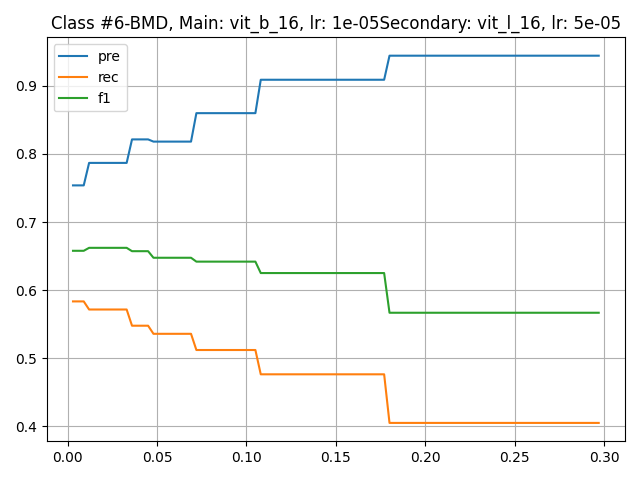 Class #6-BMD, Main: vit_b_16, lr: 1e-05Secondary: vit_l_16, lr: 5e-05
pre
rec
f1
0.9
0.8
0.7
0.6
0.5
0.4
0.00 0.05 0.10 0.15 0.20 0.25 0.30